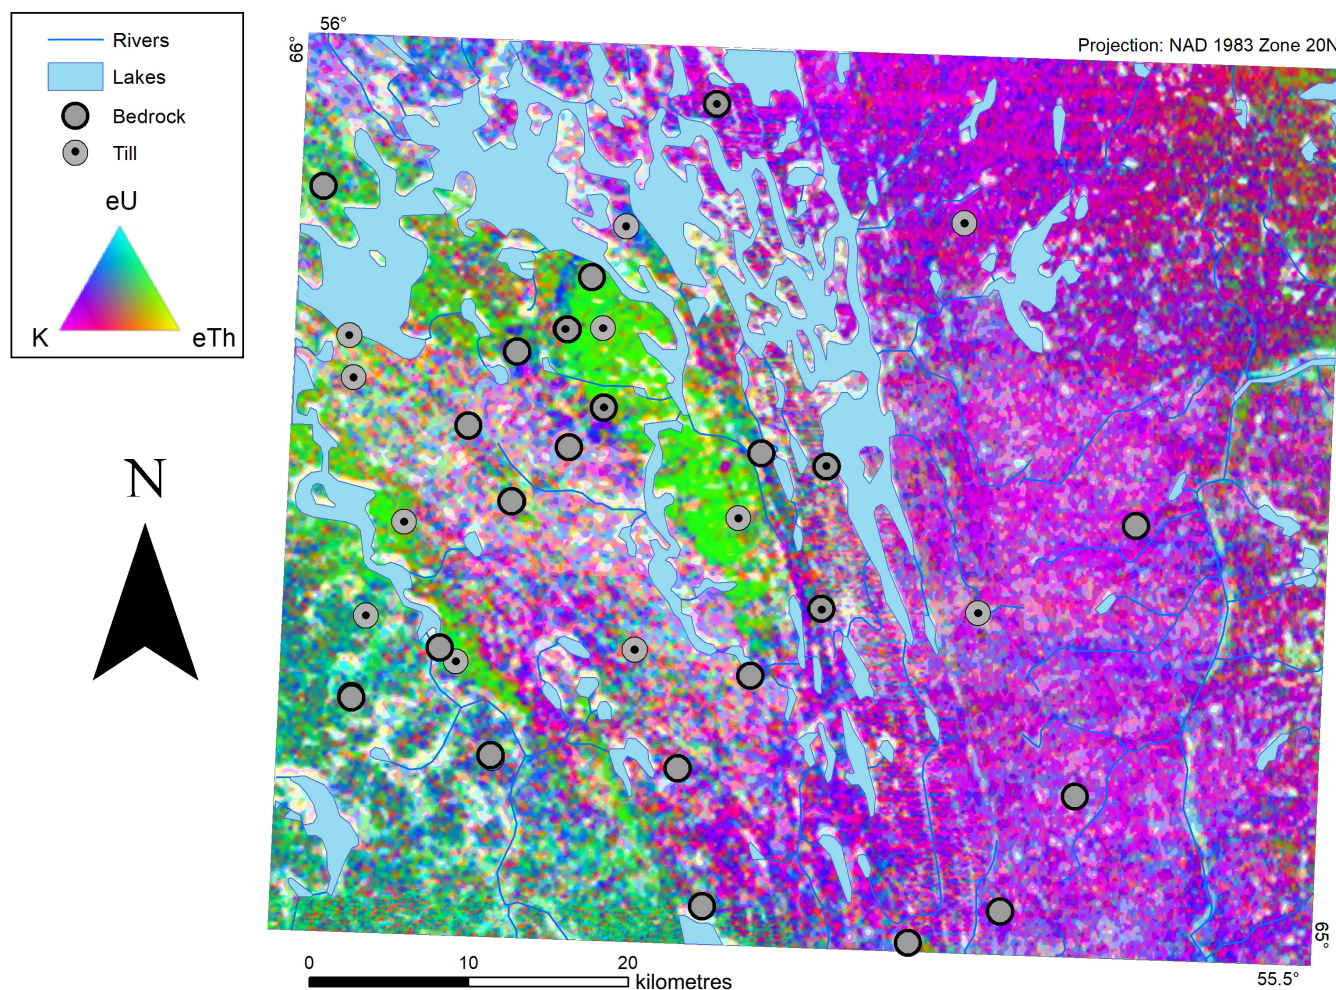 56°
66°
Projection: NAD 1983 Zone 20N
Rivers
Lakes
Bedrock
Till
eU
K
eTh
N
0
10
20
kilometres
65°
55.5°